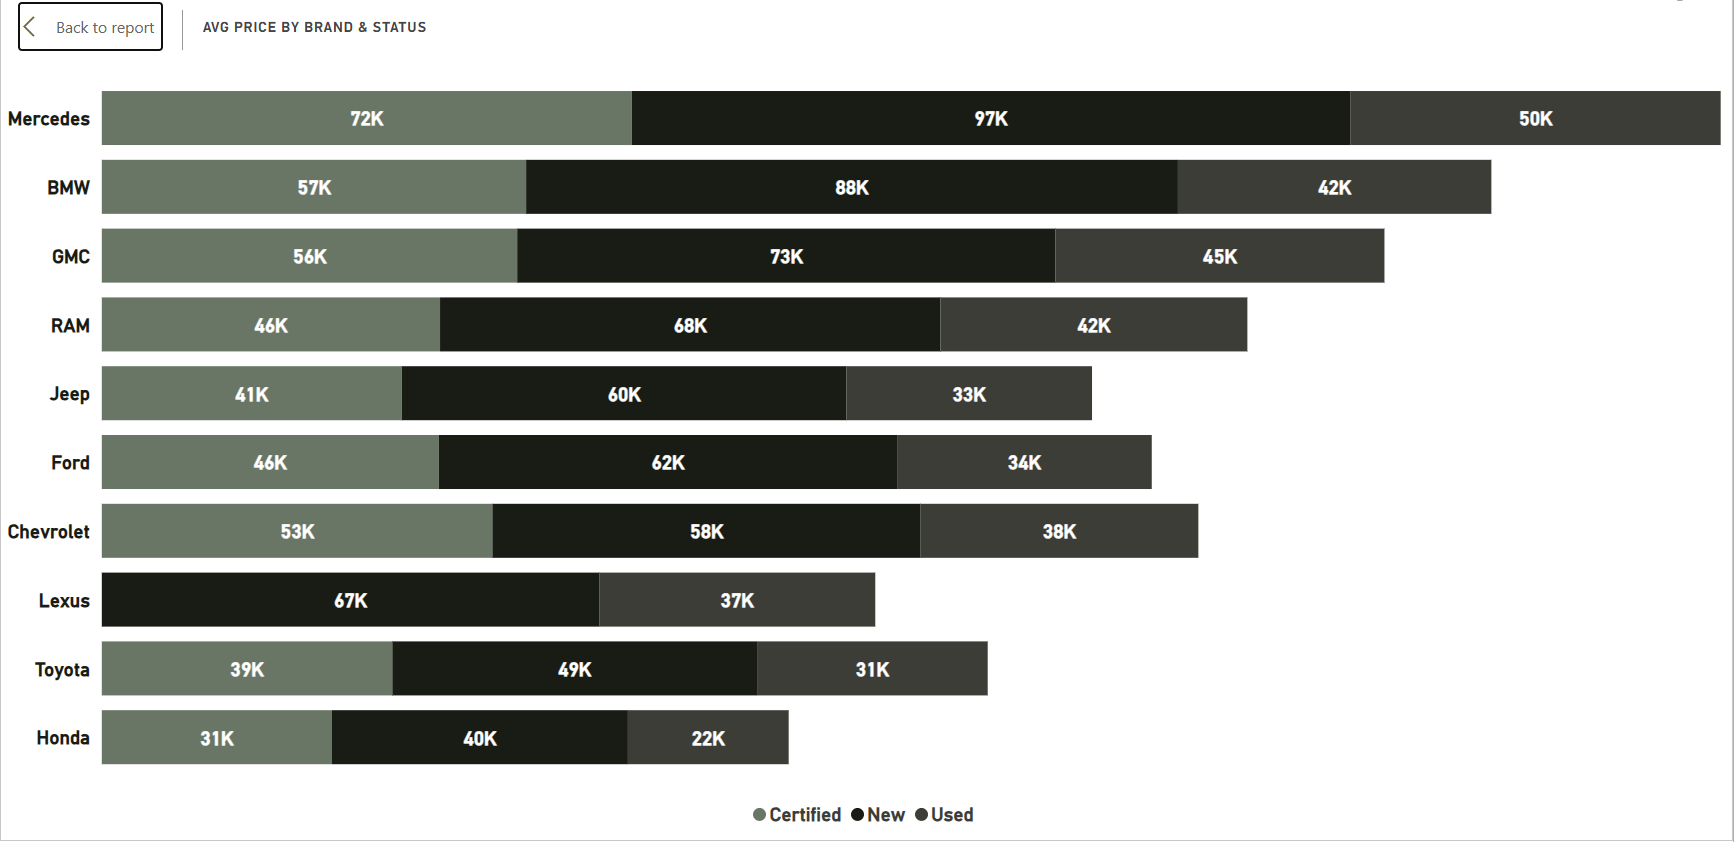 Back to report
AVG PRICE BY BRAND & STATUS
Mercedes 72K 97K 50K
BMW 57K 88K 42K
GMC 56K 73K 45K
RAM 46K 68K 42K
Jeep 41K 60K 33K
Ford 46K 62K 34K
Chevrolet 53K 58K 38K
Lexus 67K 37K
Toyota 39K 49K 31K
Honda 31K 40K 22K
Certified New Used